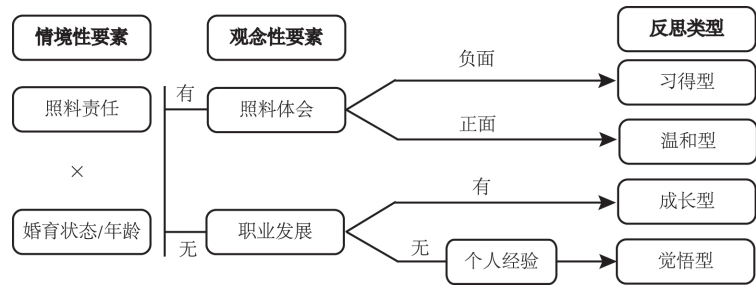 情境性要素
观念性要素
反思类型
负面
习得型
照料责任
有
照料体会
正面
温和型
×
有
成长型
婚育状态/年龄
无
职业发展
无
个人经验
觉悟型